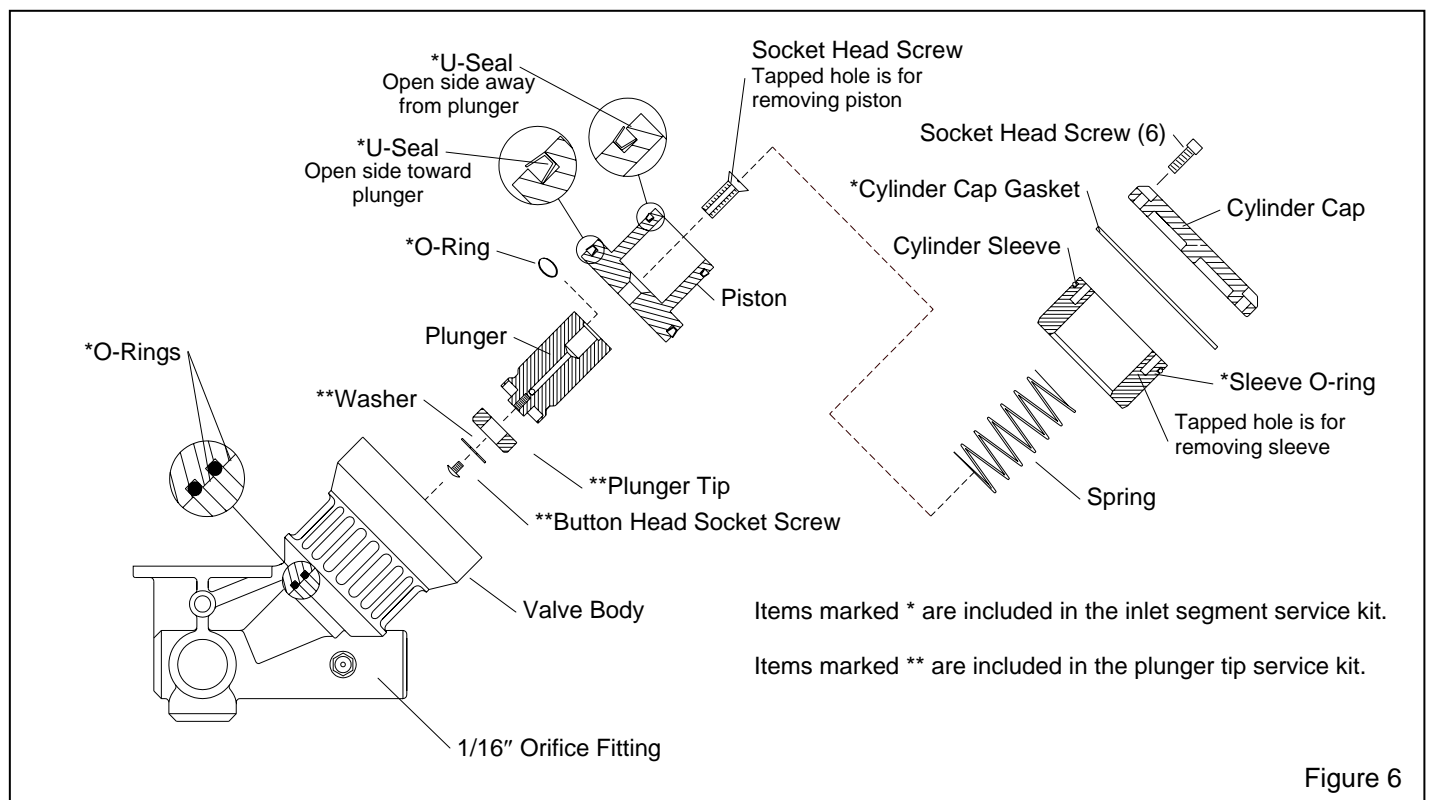 *U-Seal
Open side away
from plunger
Socket Head Screw
Tapped hole is for
removing piston
*U-Seal
Open side toward
plunger
Socket Head Screw (6)
*Cylinder Cap Gasket
Cylinder Cap
*O-Ring
Cylinder Sleeve
Piston
Plunger
*O-Rings
**Washer
*Sleeve O-ring
Tapped hole is for
removing sleeve
**Plunger Tip
Spring
**Button Head Socket Screw
Valve Body
Items marked * are included in the inlet segment service kit.
Items marked ** are included in the plunger tip service kit.
1/16″ Orifice Fitting
Figure 6